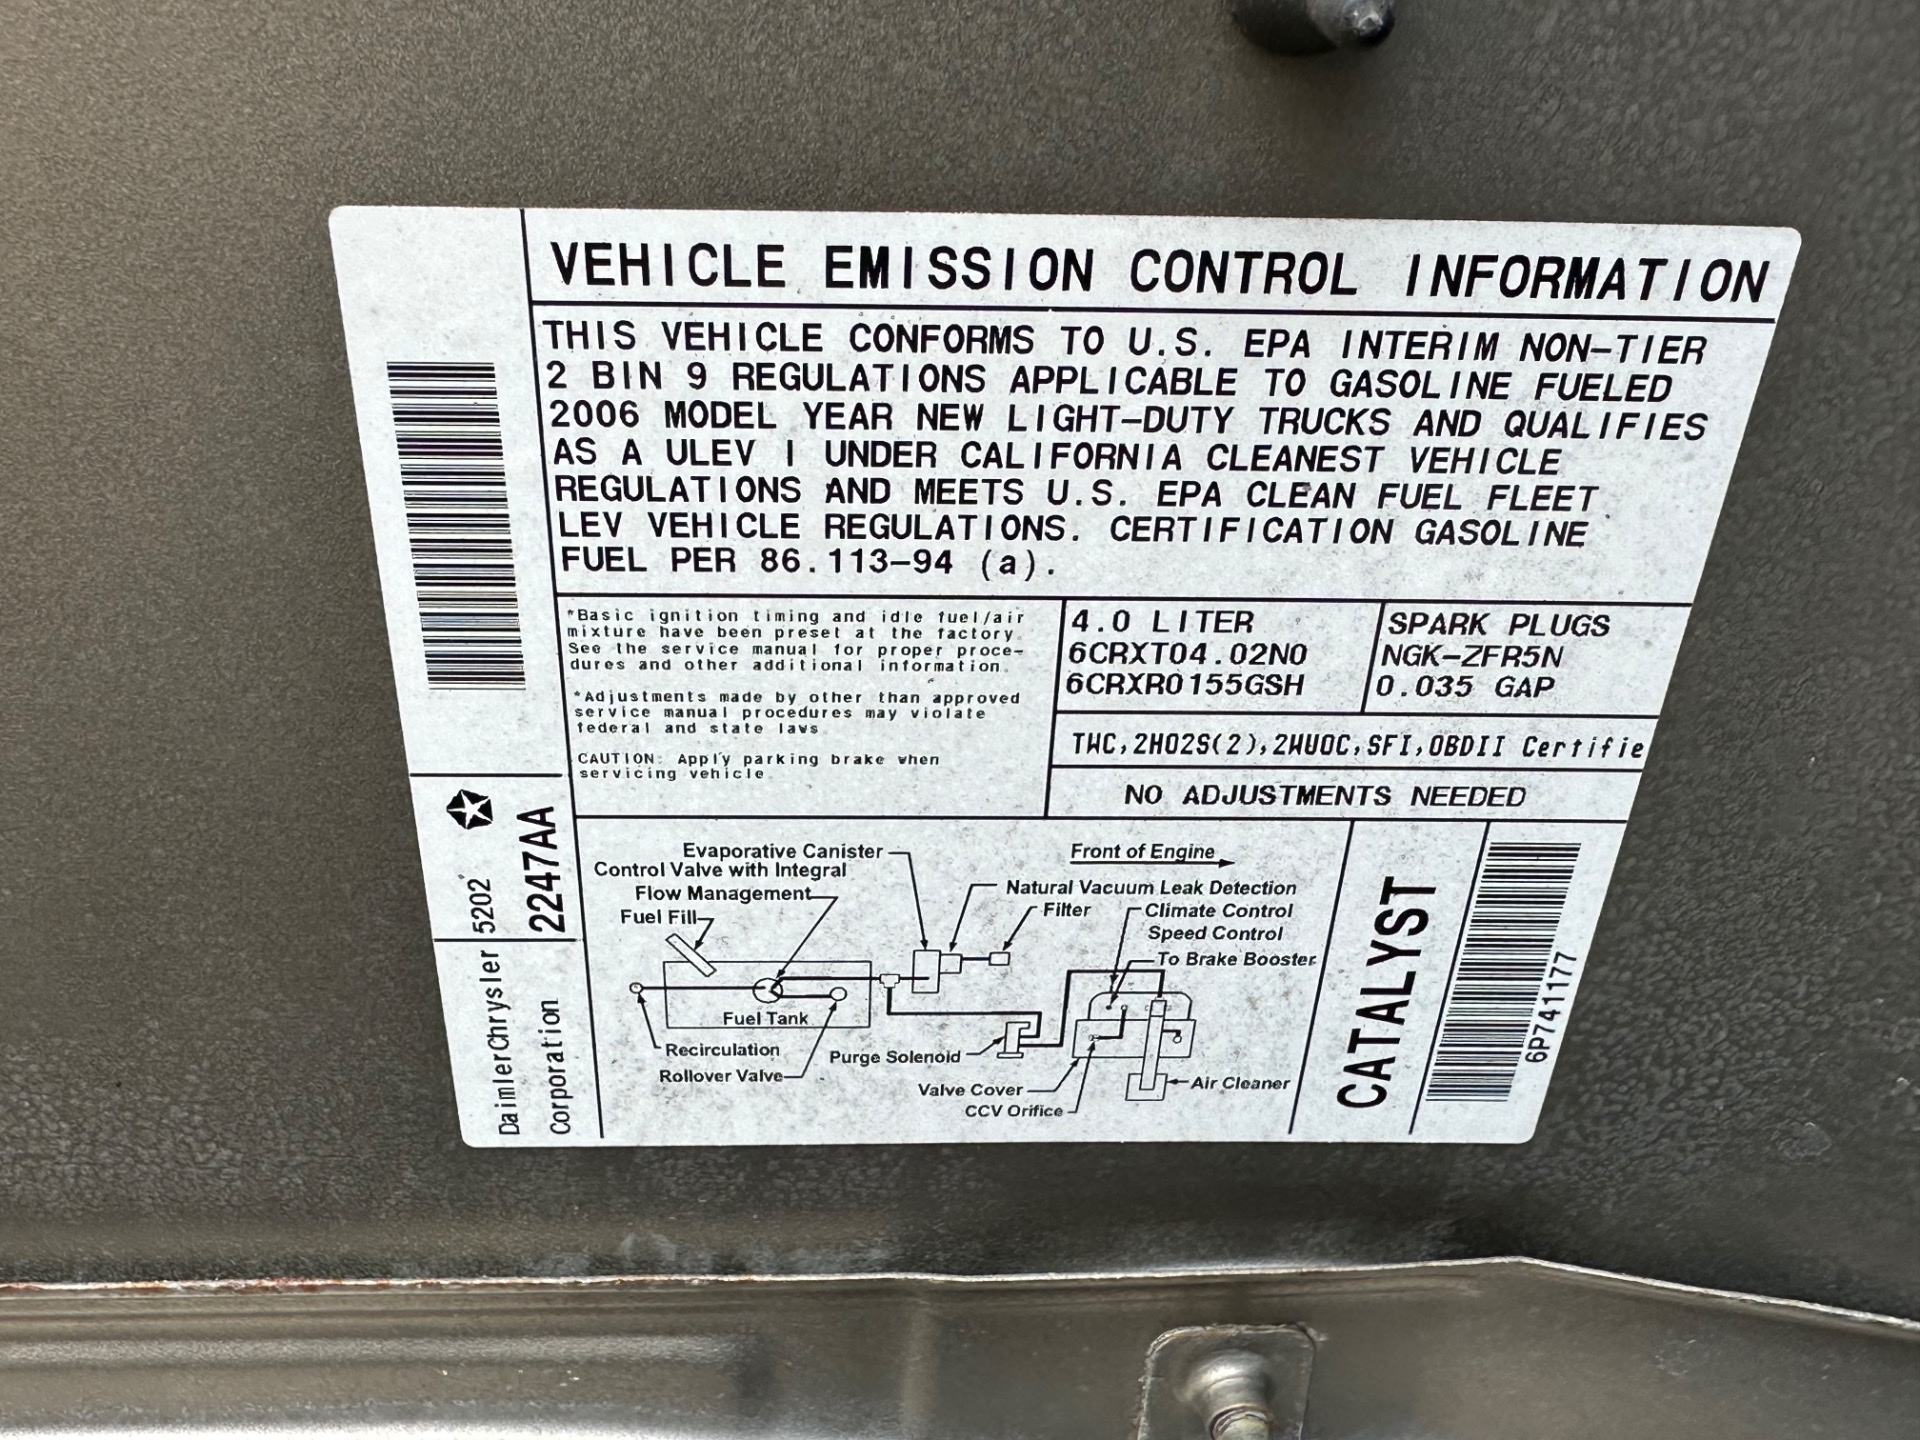 VEHICLE EMISSION CONTROL INFORMATION
THIS VEHICLE CONFORMS TO U.S. EPA INTERIM NON-TIER
2 BIN 9 REGULATIONS APPLICABLE TO GASOLINE FUELED
2006 MODEL YEAR NEW LIGHT-DUTY TRUCKS AND QUALIFIES
AS A ULEV I UNDER CALIFORNIA CLEANEST VEHICLE
REGULATIONS AND MEETS U.S. EPA CLEAN FUEL FLEET
LEV VEHICLE REGULATIONS. CERTIFICATION GASOLINE
FUEL PER 86.113-94 (a).
*Basic ignition timing and idle fuel/air
mixture have been preset at the factory.
See the service manual for proper proce-
dures and other additional information.
*Adjustments made by other than approved
service manual procedures may violate
federal and state laws.
CAUTION: Apply parking brake when
servicing vehicle.
4.0 LITER
6CRXT04.02N0
6CRXR0155GSH
SPARK PLUGS
NGK-ZFR5N
0.035 GAP
TWC,2HO2S(2),2WUOC,SFI,OBDII Certifie
NO ADJUSTMENTS NEEDED
DaimlerChrysler
Corporation
5202
2247AA
Evaporative Canister
Control Valve with Integral
Flow Management
Fuel Fill
Fuel Tank
Recirculation
Rollover Valve
Front of Engine
Natural Vacuum Leak Detection
Filter
Climate Control
Speed Control
To Brake Booster
Purge Solenoid
Valve Cover
CCV Orifice
Air Cleaner
CATALYST
6P741177